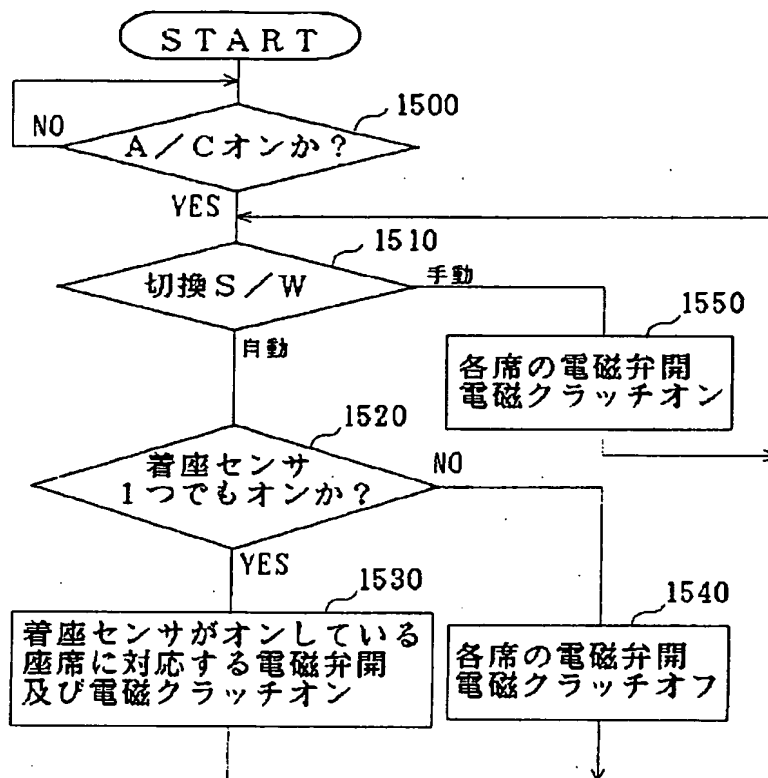 START
1500
NO
A/Cオンか?
YES
1510
切換S/W
手動
自動
1550
各席の電磁弁開
電磁クラッチオン
1520
着座センサ
1つでもオンか?
NO
YES
1530
着座センサがオンしている
座席に対応する電磁弁開
及び電磁クラッチオン
1540
各席の電磁弁開
電磁クラッチオフ